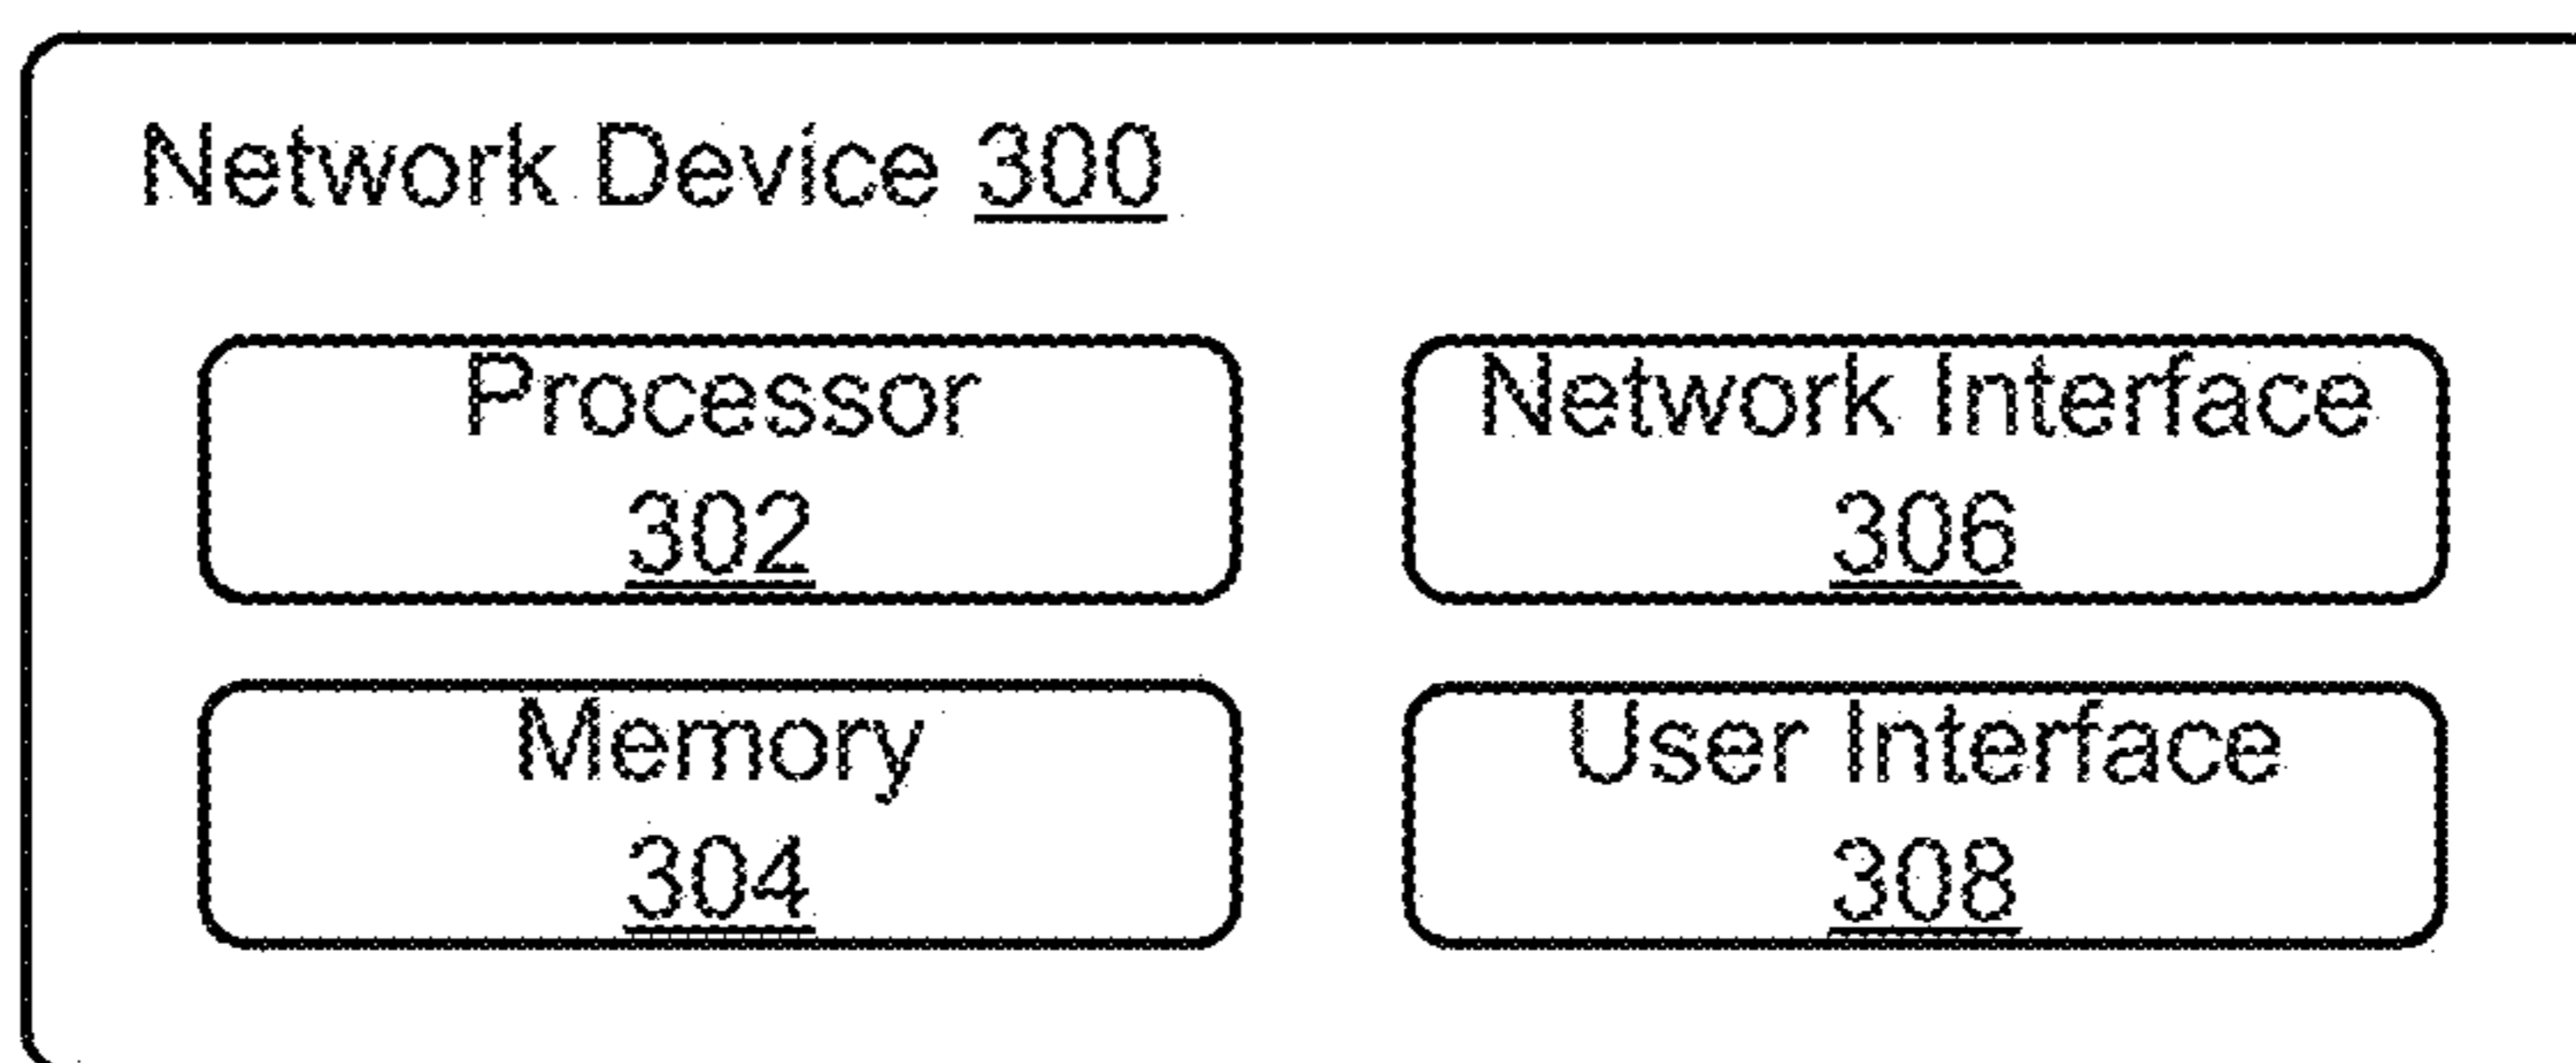 Network Device 300
Processor
302
Network Interface
306
Memory
304
User Interface
308